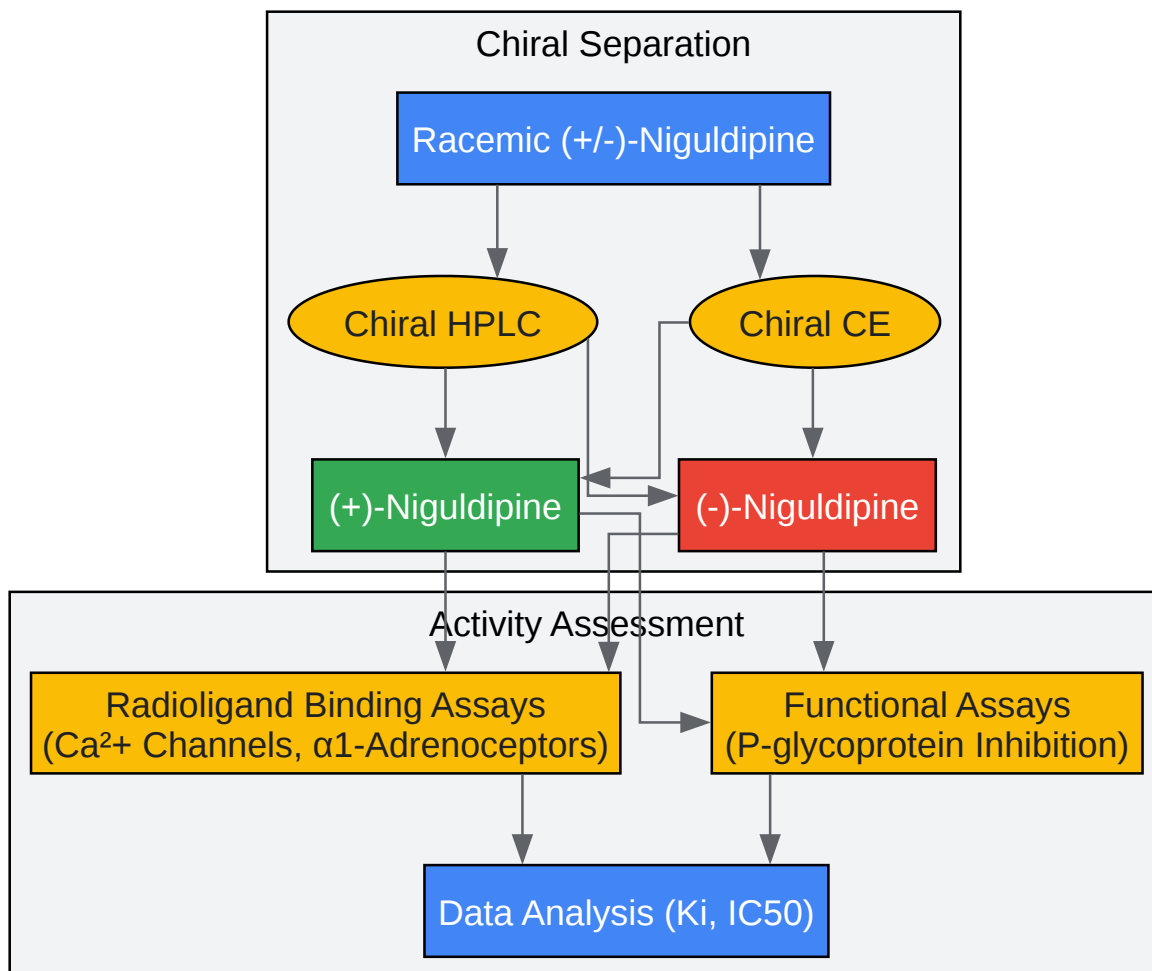 Chiral Separation
Racemic (+/-)-Niguldipine
Chiral HPLC
Chiral CE
(+)-Niguldipine
(-)-Niguldipine
Activity Assessment
Radioligand Binding Assays
(Ca²+ Channels, α1-Adrenoceptors)
Functional Assays
(P-glycoprotein Inhibition)
Data Analysis (Ki, IC50)